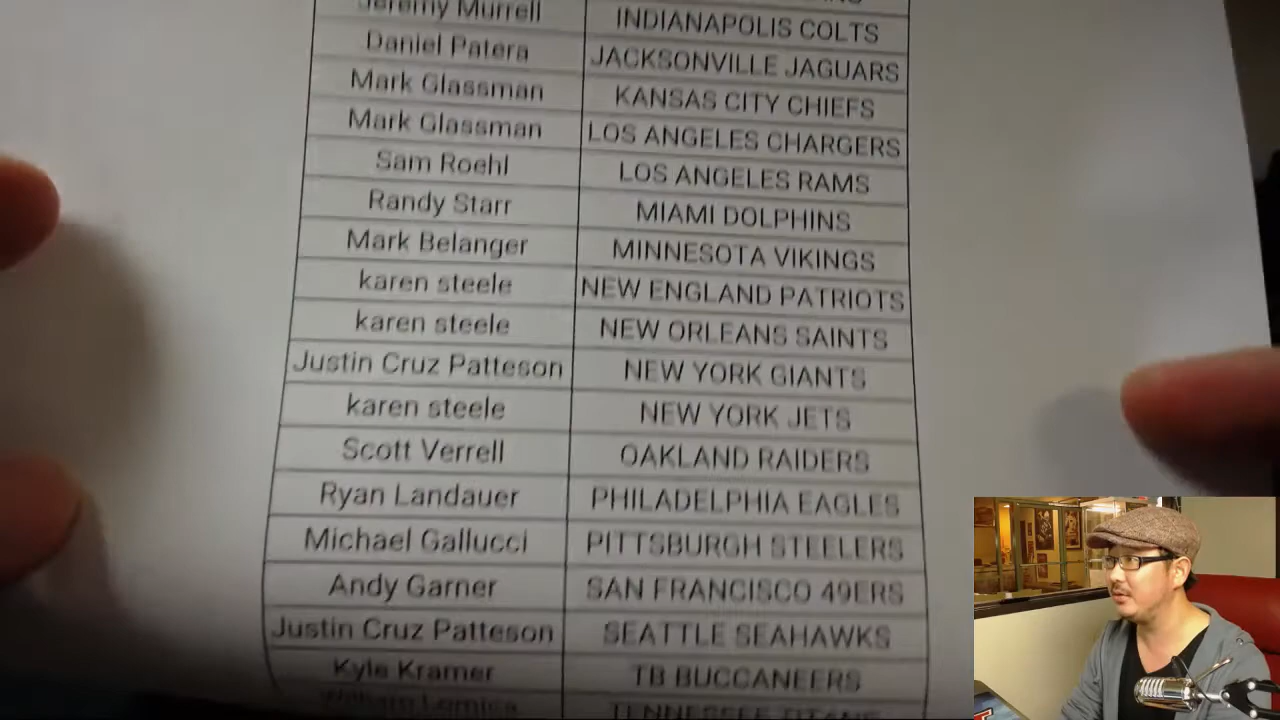 Jeremy Murrell INDIANAPOLIS COLTS
Daniel Patera JACKSONVILLE JAGUARS
Mark Glassman KANSAS CITY CHIEFS
Mark Glassman LOS ANGELES CHARGERS
Sam Roehl LOS ANGELES RAMS
Randy Starr MIAMI DOLPHINS
Mark Belanger MINNESOTA VIKINGS
karen steele NEW ENGLAND PATRIOTS
karen steele NEW ORLEANS SAINTS
Justin Cruz Patteson NEW YORK GIANTS
karen steele NEW YORK JETS
Scott Verrell OAKLAND RAIDERS
Ryan Landauer PHILADELPHIA EAGLES
Michael Gallucci PITTSBURGH STEELERS
Andy Garner SAN FRANCISCO 49ERS
Justin Cruz Patteson SEATTLE SEAHAWKS
Kyle Kramer TB BUCCANEERS
TENNESSEE TITANS